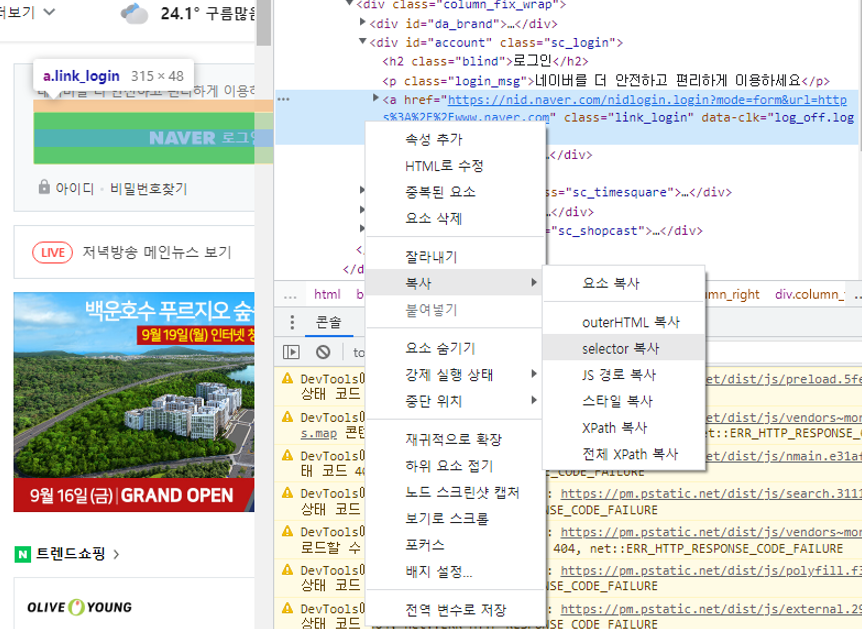 더보기
24.1° 구름많음
a.link_login 315 × 48
네이버를 더 안전하고 편리하게 이용하
NAVER 로그인
아이디 · 비밀번호찾기
LIVE 저녁방송 메인뉴스 보기
백운호수 푸르지오 숲
9월19일(월) 인터넷 청
9월 16일(금) | GRAND OPEN
N 트렌드쇼핑 >
OLIVE YOUNG
<div class="column_fix_wrap">
<div id="da_brand">…</div>
<div id="account" class="sc_login">
<h2 class="blind">로그인</h2>
<p class="login_msg">네이버를 더 안전하고 편리하게 이용하세요</p>
<a href="https://nid.naver.com/nidlogin.login?mode=form&url=http
s%3A%2F%2Fwww.naver.com" class="link_login" data-clk="log_off.log
…</div>
ss="sc_timesquare">…</div>
…</div>
"sc_shopcast">…</div>
</d
속성 추가
HTML로 수정
중복된 요소
요소 삭제
잘라내기
복사
붙여넣기
요소 숨기기
강제 실행 상태
중단 위치
재귀적으로 확장
하위 요소 접기
노드 스크린샷 캡처
보기로 스크롤
포커스
배지 설정...
전역 변수로 저장
요소 복사
outerHTML 복사
selector 복사
JS 경로 복사
스타일 복사
XPath 복사
전체 XPath 복사
... html b
umn_right div.column_
콘솔
to
DevTools
et/dist/js/preload.5fe
상태 코드
DevTools
et/dist/js/vendors~mor
s.map 콘텐
t::ERR_HTTP_RESPONSE_C
DevTools
et/dist/js/nmain.e31af
태 코드 40
CODE_FAILURE
DevTools
: https://pm.pstatic.net/dist/js/search.3111
상태 코드
SE_CODE_FAILURE
DevTools
: https://pm.pstatic.net/dist/js/vendors~mor
로드할 수
404, net::ERR_HTTP_RESPONSE_CODE_FAILURE
DevTools
: https://pm.pstatic.net/dist/js/polyfill.f3
상태 코드
SE_CODE_FAILURE
DevTools
: https://pm.pstatic.net/dist/js/external.29
상태 코드
SE_CODE_FAILURE